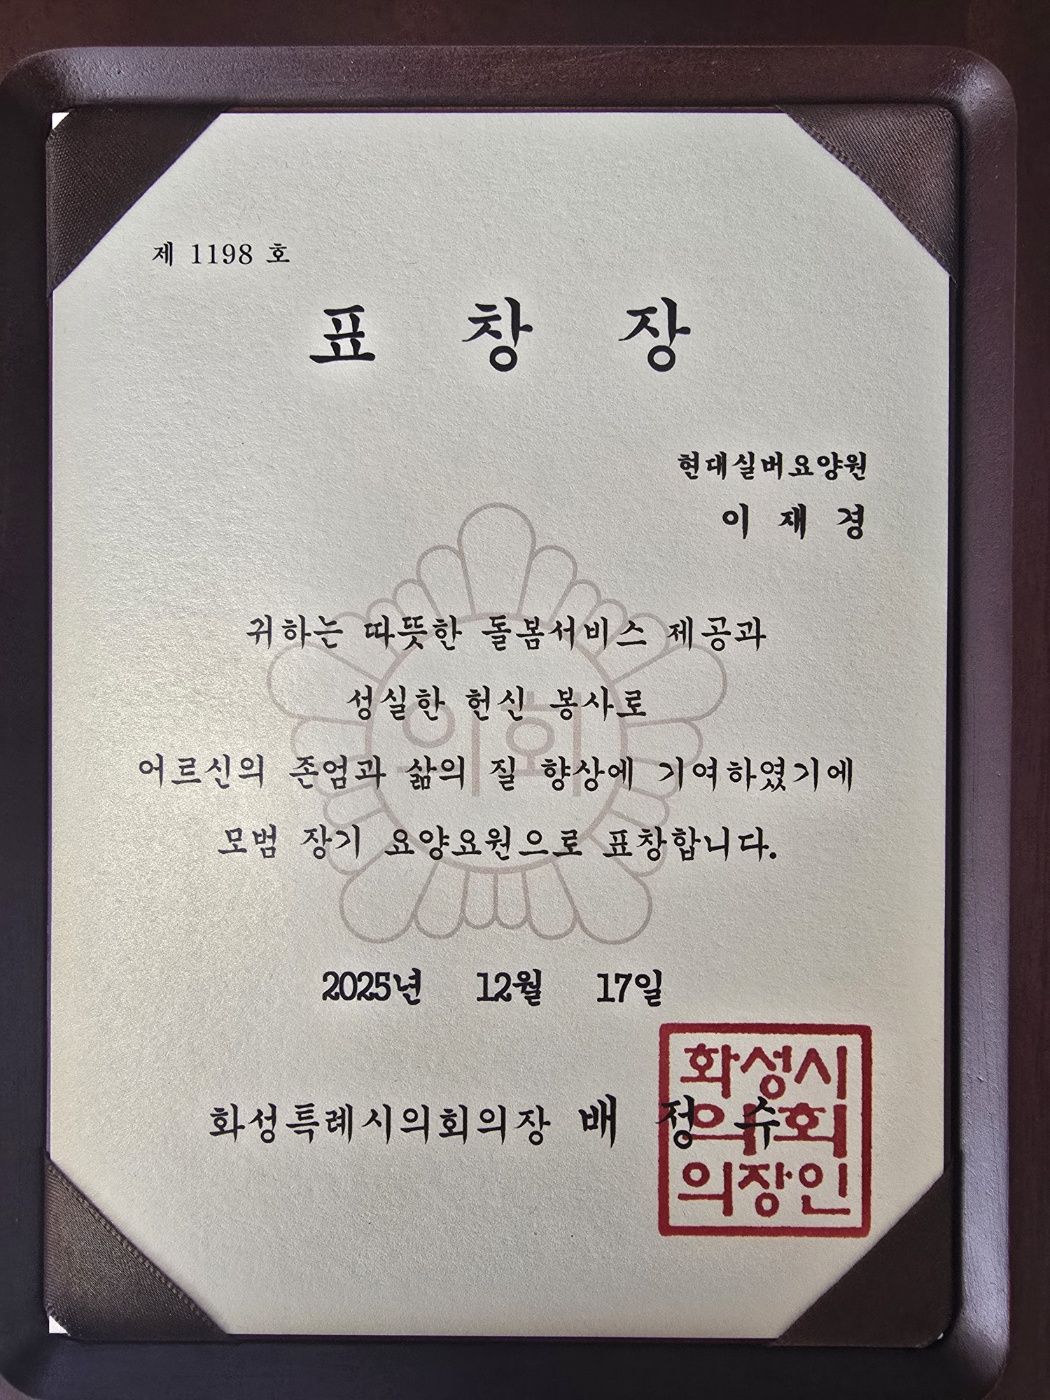 제 1198 호
표 창 장
현대실버요양원
이 재 경
귀하는 따뜻한 돌봄서비스 제공과
성실한 헌신 봉사로
어르신의 존엄과 삶의 질 향상에 기여하였기에
모범 장기 요양요원으로 표창합니다.
의회
2025년 12월 17일
화성특례시의회의장 배 정 수
화성시
의회
의장인